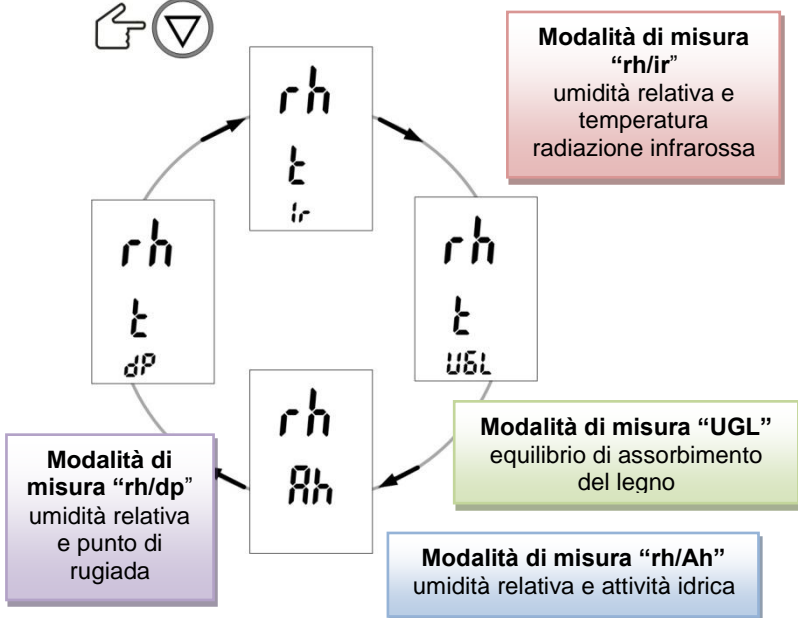 Modalità di misura
“rh/ir”
umidità relativa e
temperatura
radiazione infrarossa
rh
t
ir
rh
t
dP
rh
t
UGL
rh
Ah
Modalità di misura “UGL”
equilibrio di assorbimento
del legno
Modalità di
misura “rh/dp”
umidità relativa
e punto di
rugiada
Modalità di misura “rh/Ah”
umidità relativa e attività idrica